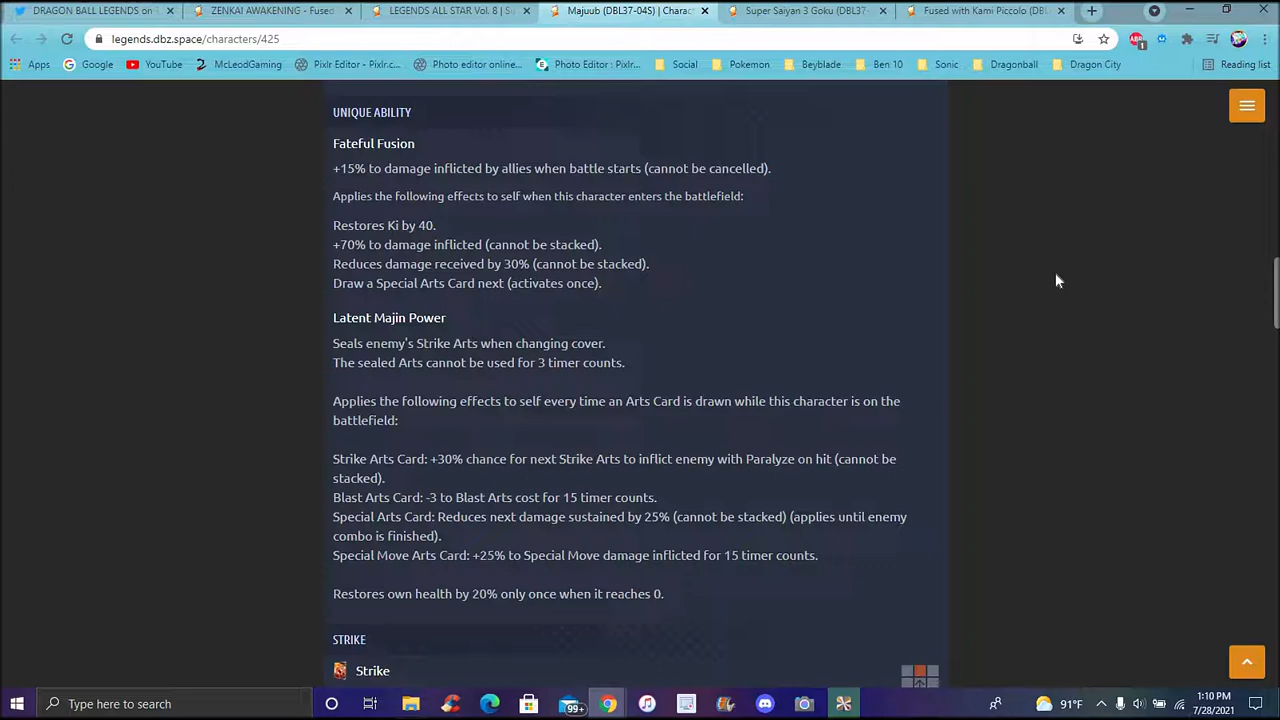 DRAGON BALL LEGENDS on
ZENKAI AWAKENING - Fused
LEGENDS ALL STAR Vol. 8 | Su
Majuub (DBL37-04S) | Charac
Super Saiyan 3 Goku (DBL37-
Fused with Kami Piccolo (DBL
legends.dbz.space/characters/425
Apps
Google
YouTube
McLeodGaming
Pixlr Editor - Pixlr.c...
Photo editor online...
Photo Editor : Pixlr...
Social
Pokemon
Beyblade
Ben 10
Sonic
Dragonball
Dragon City
Reading list
UNIQUE ABILITY
Fateful Fusion
+15% to damage inflicted by allies when battle starts (cannot be cancelled).
Applies the following effects to self when this character enters the battlefield:
Restores Ki by 40.
+70% to damage inflicted (cannot be stacked).
Reduces damage received by 30% (cannot be stacked).
Draw a Special Arts Card next (activates once).
Latent Majin Power
Seals enemy's Strike Arts when changing cover.
The sealed Arts cannot be used for 3 timer counts.
Applies the following effects to self every time an Arts Card is drawn while this character is on the
battlefield:
Strike Arts Card: +30% chance for next Strike Arts to inflict enemy with Paralyze on hit (cannot be
stacked).
Blast Arts Card: -3 to Blast Arts cost for 15 timer counts.
Special Arts Card: Reduces next damage sustained by 25% (cannot be stacked) (applies until enemy
combo is finished).
Special Move Arts Card: +25% to Special Move damage inflicted for 15 timer counts.
Restores own health by 20% only once when it reaches 0.
STRIKE
Strike
Type here to search
99+
91°F
1:10 PM
7/28/2021